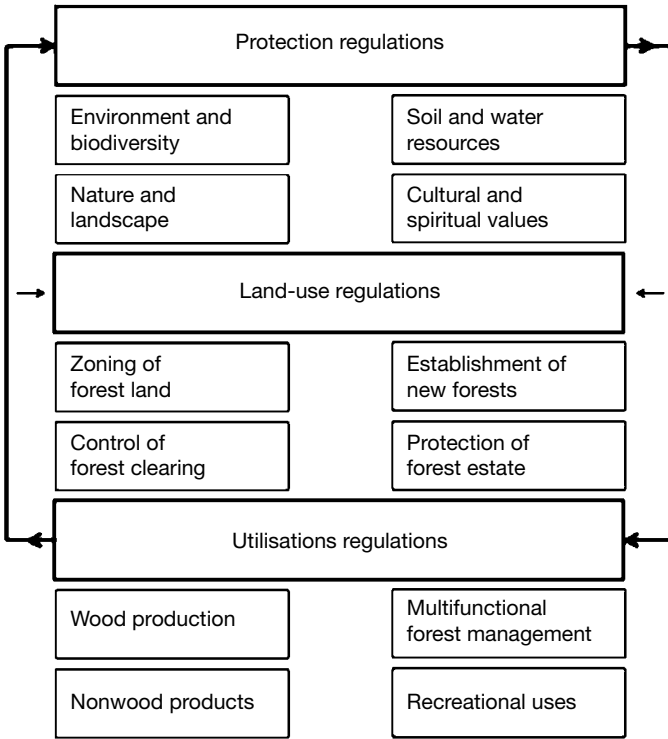 Protection regulations
Environment and
biodiversity
Soil and water
resources
Nature and
landscape
Cultural and
spiritual values
Land-use regulations
Zoning of
forest land
Establishment of
new forests
Control of
forest clearing
Protection of
forest estate
Utilisations regulations
Wood production
Multifunctional
forest management
Nonwood products
Recreational uses